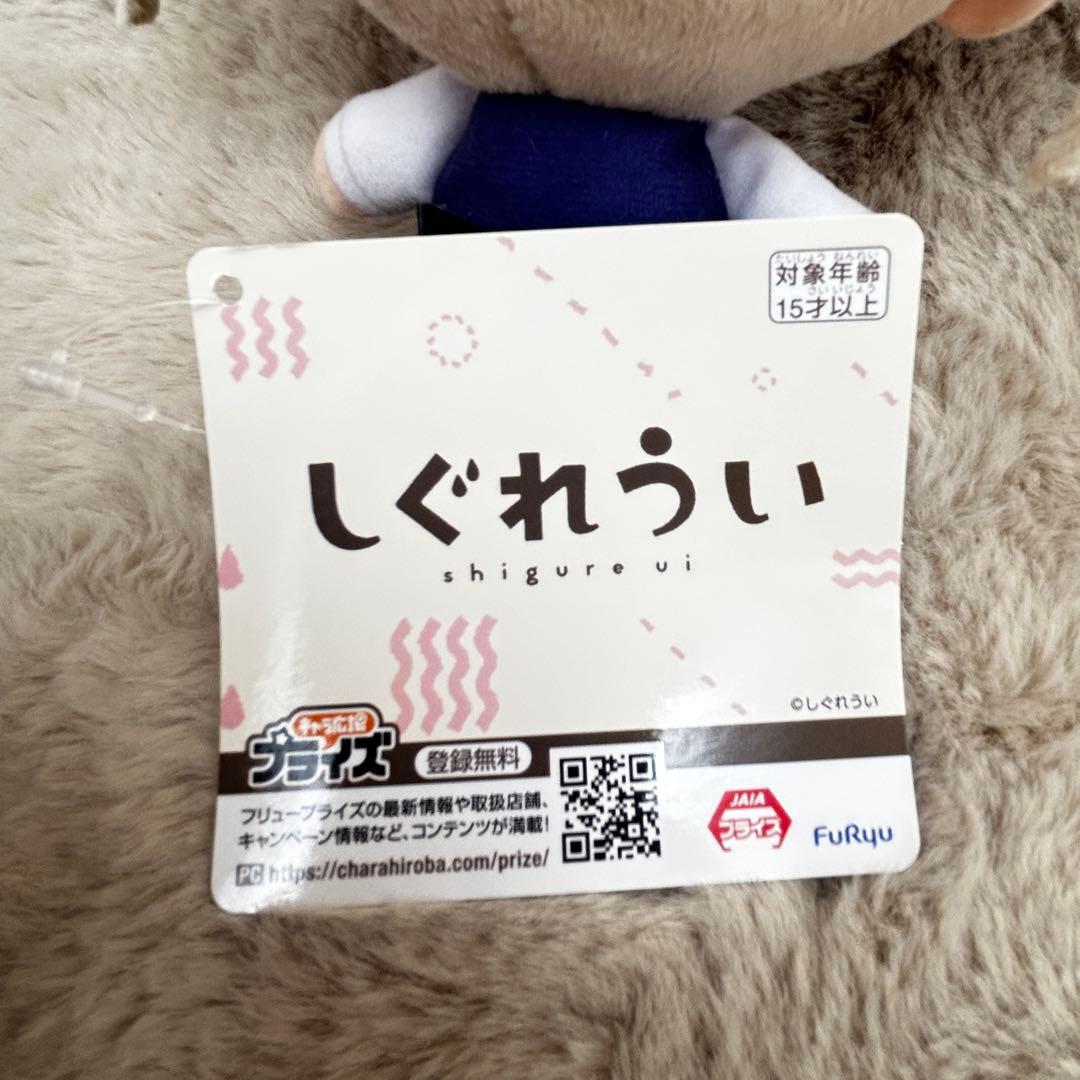 たいしょう ねんれい
対象年齢
さい いじょう
15才以上
しぐれうい
shigure ui
©しぐれうい
キャラ広場
プライズ
登録無料
フリュープライズの最新情報や取扱店舗、
キャンペーン情報など、コンテンツが満載!
PC https://charahiroba.com/prize/
JAIA
プライズ
FuRyu